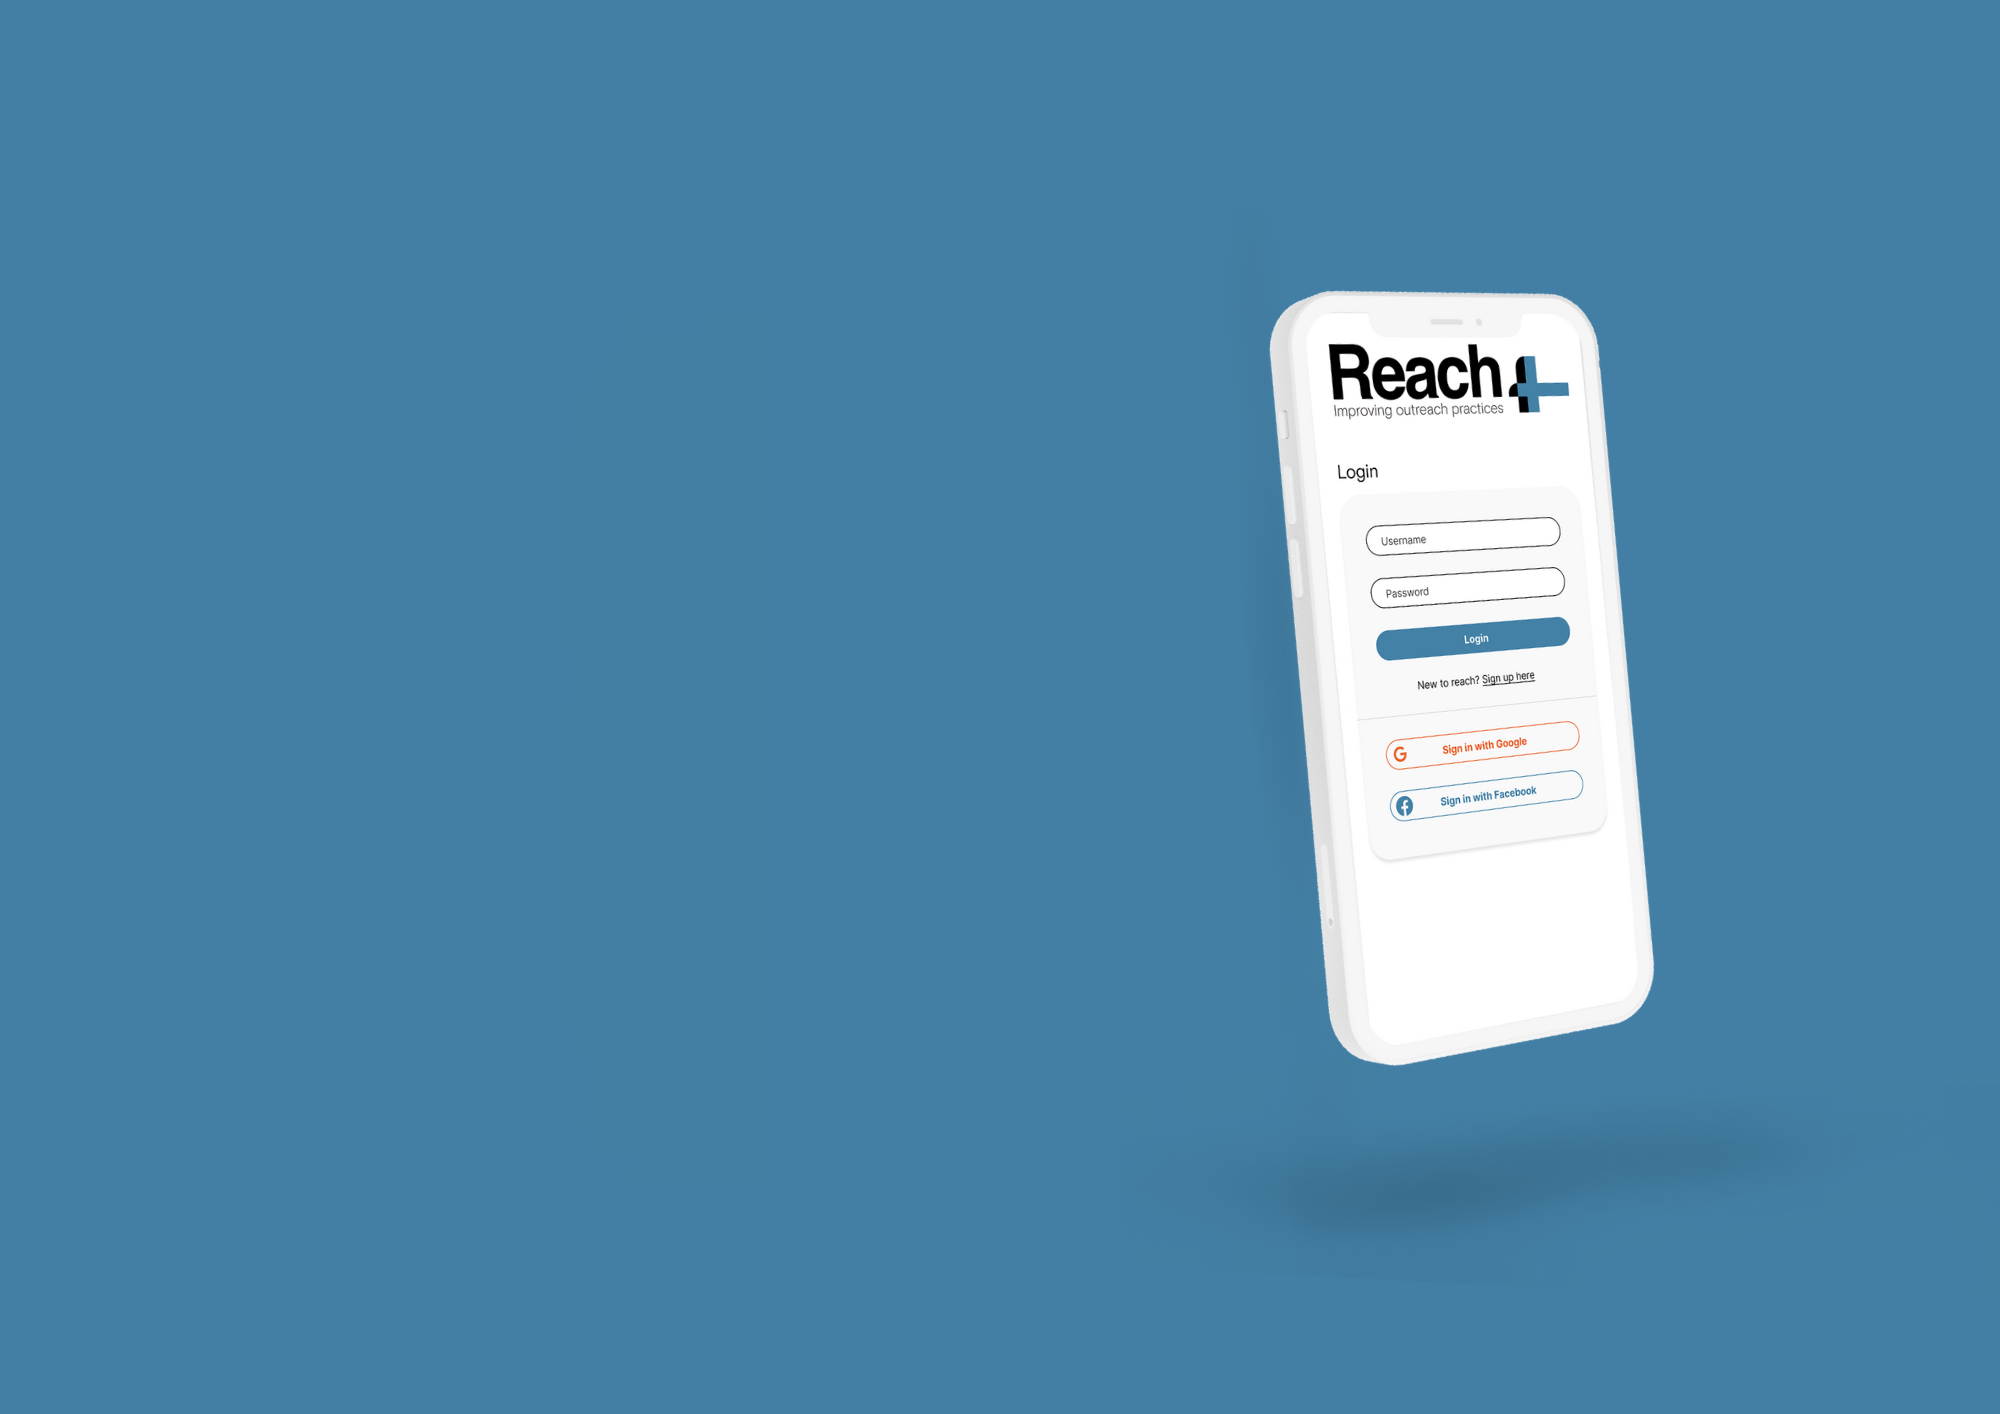 Reach+
Improving outreach practices
Login
Username
Password
Login
New to reach? Sign up here
Sign in with Google
Sign in with Facebook